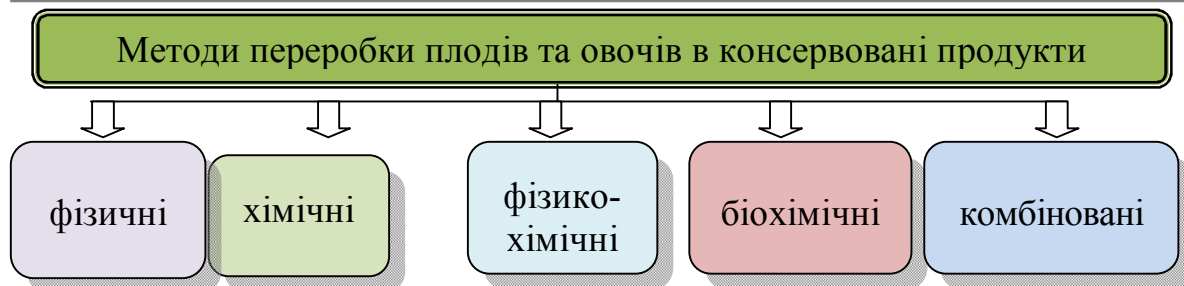 Методи переробки плодів та овочів в консервовані продукти
фізичні
хімічні
фізико-
хімічні
біохімічні
комбіновані